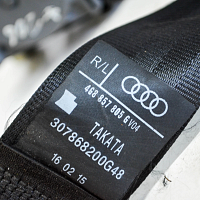 R/L
4G8 857 805 G V04
TAKATA
307868200G48
16 02 15